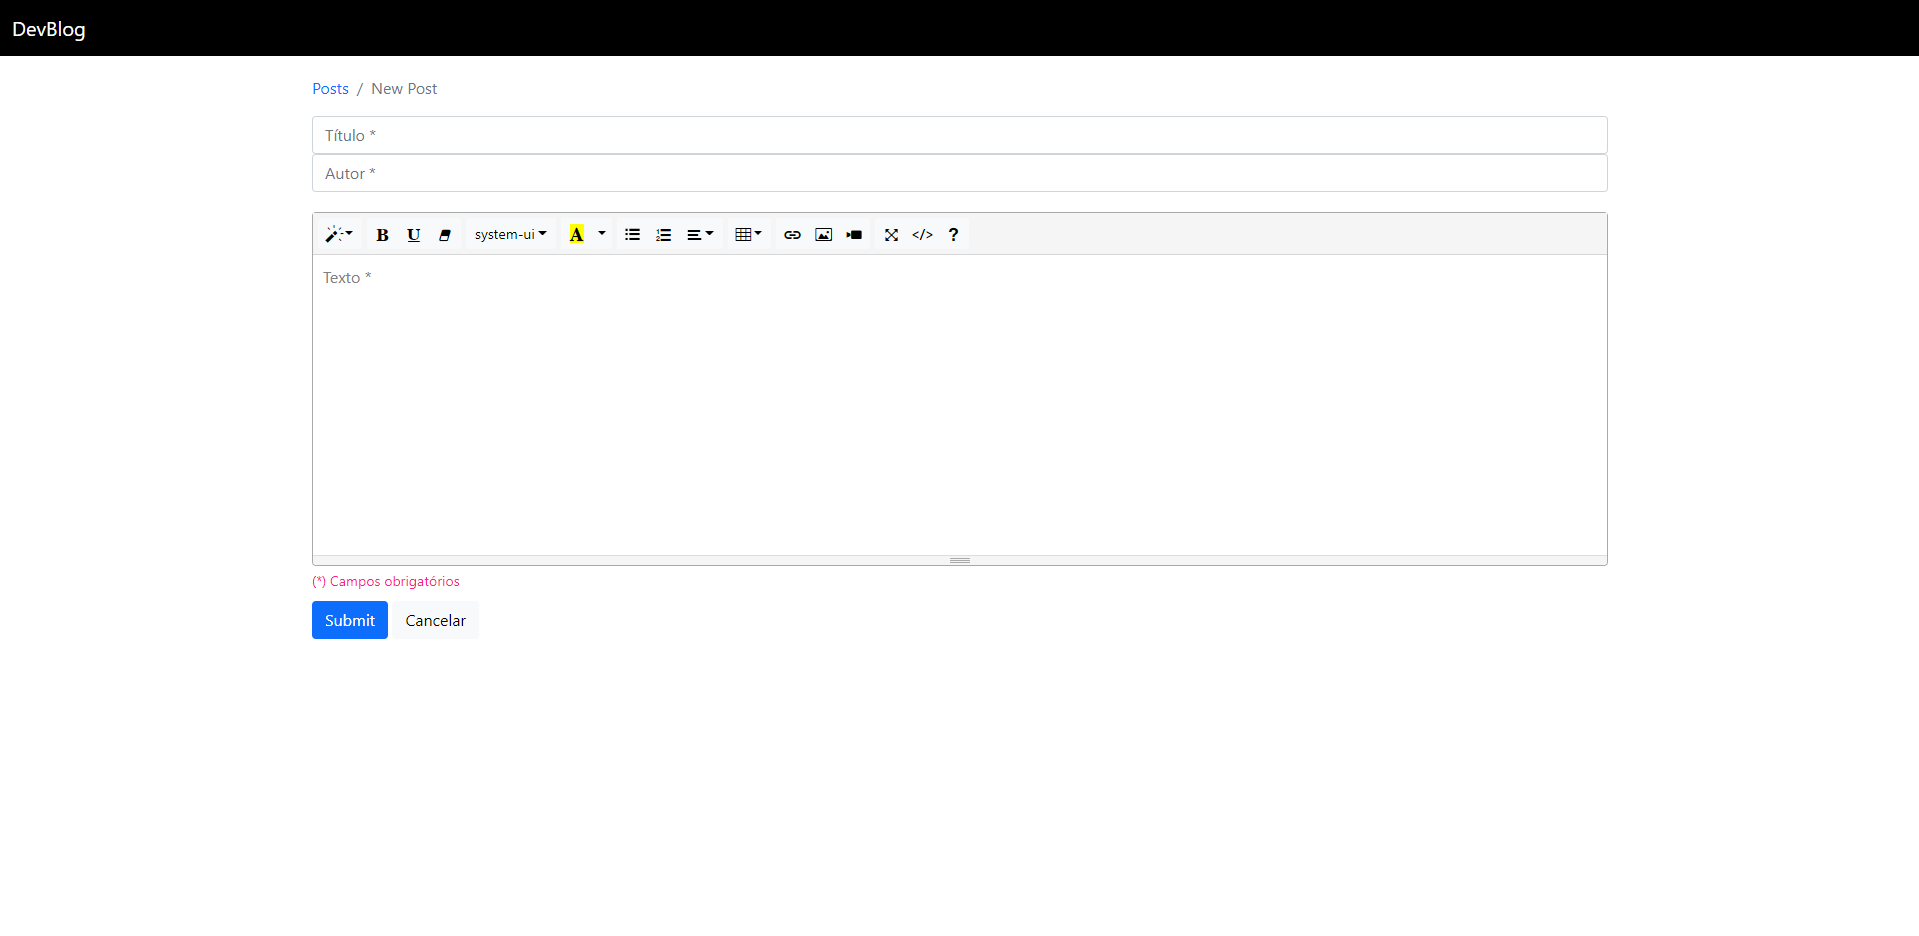 DevBlog
Posts / New Post
Título *
Autor *
B U system-ui A </> ?
Texto *
(*) Campos obrigatórios
Submit Cancelar